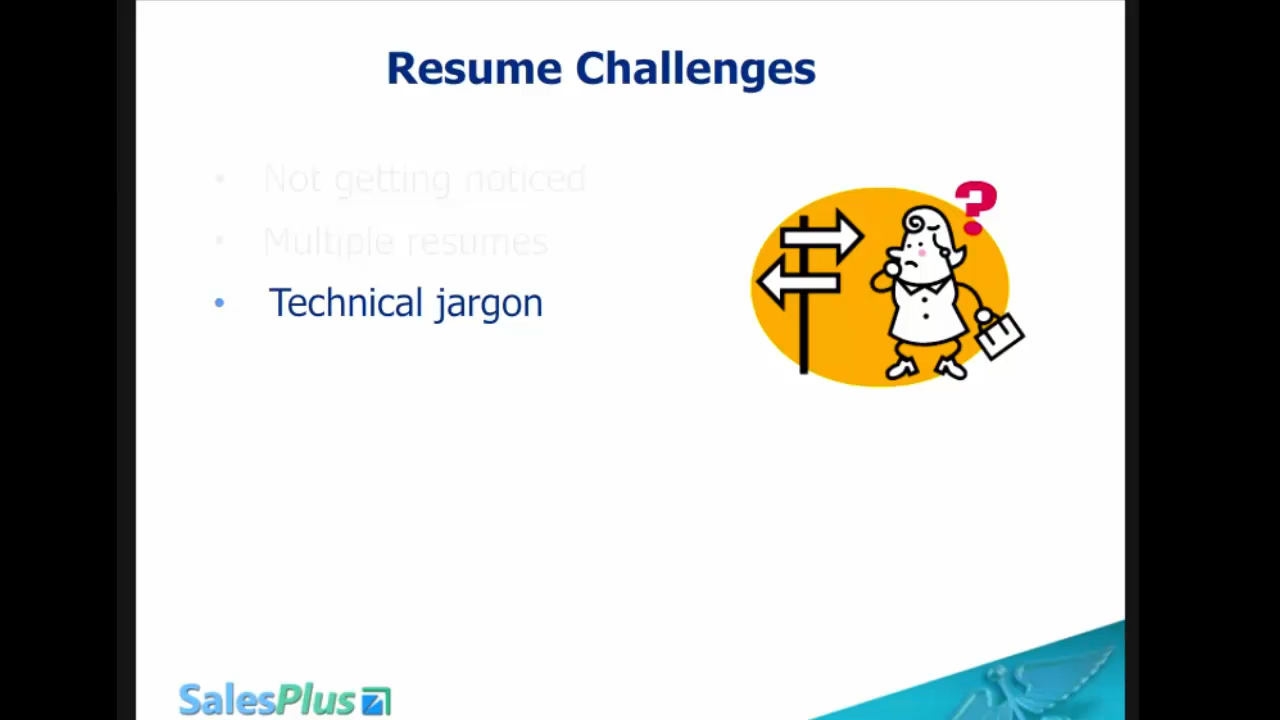 Resume Challenges
• Not getting noticed
• Multiple resumes
• Technical jargon
?
SalesPlus